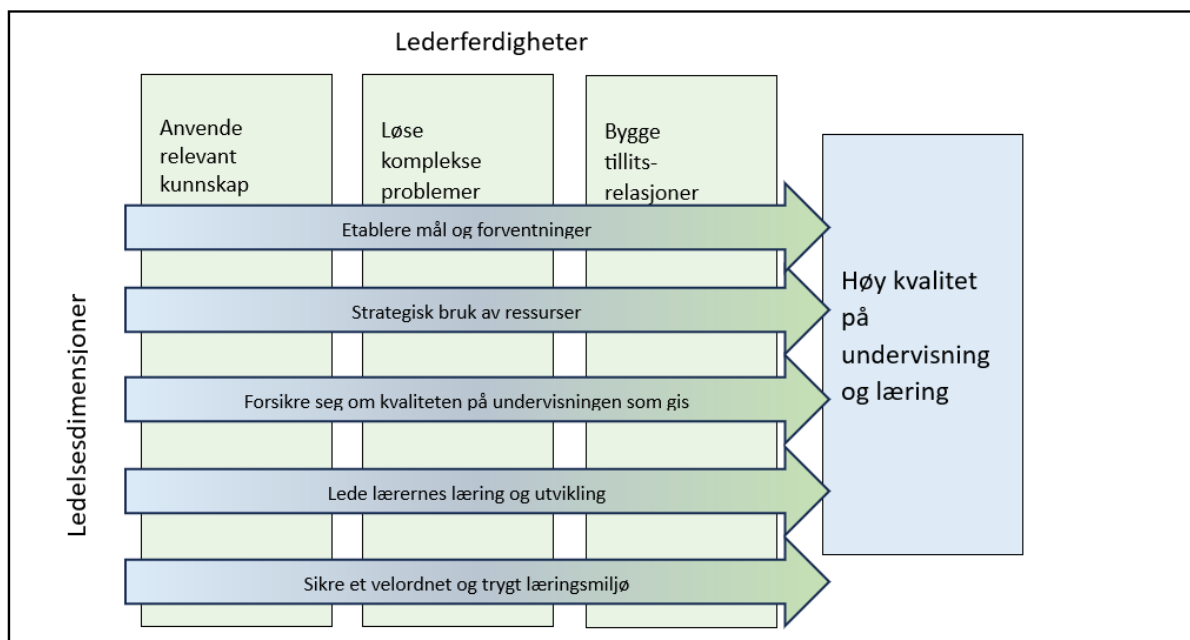 Lederferdigheter
Anvende
relevant
kunnskap
Løse
komplekse
problemer
Bygge
tillits-
relasjoner
Ledelsesdimensjoner
Etablere mål og forventninger
Strategisk bruk av ressurser
Forsikre seg om kvaliteten på undervisningen som gis
Lede lærernes læring og utvikling
Sikre et velordnet og trygt læringsmiljø
Høy kvalitet
på
undervisning
og læring